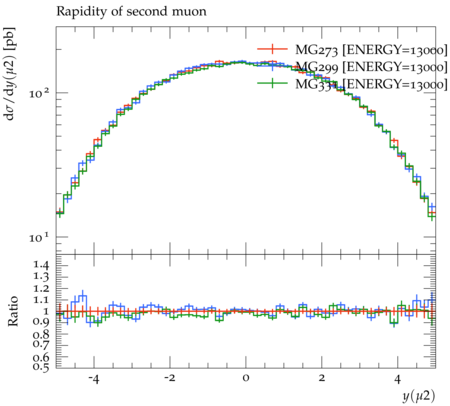 Rapidity of second muon
dσ/dy(μ2) [pb]
10²
10¹
MG273 [ENERGY=13000]
MG299 [ENERGY=13000]
[ENERGY=13000]
Ratio
1.4
1.3
1.2
1.1
1
0.9
0.8
0.7
0.6
0.5
-4 -2 0 2 4
y(μ2)